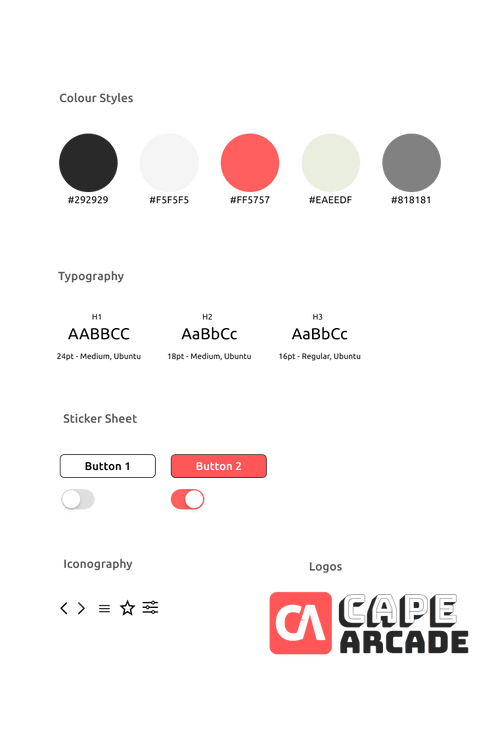 Colour Styles
#292929 #F5F5F5 #FF5757 #EAEEDF #818181
Typography
H1 H2 H3
AABBCC AaBbCc AaBbCc
24pt - Medium, Ubuntu 18pt - Medium, Ubuntu 16pt - Regular, Ubuntu
Sticker Sheet
Button 1 Button 2
Iconography
Logos
CA
CAPE
ARCADE